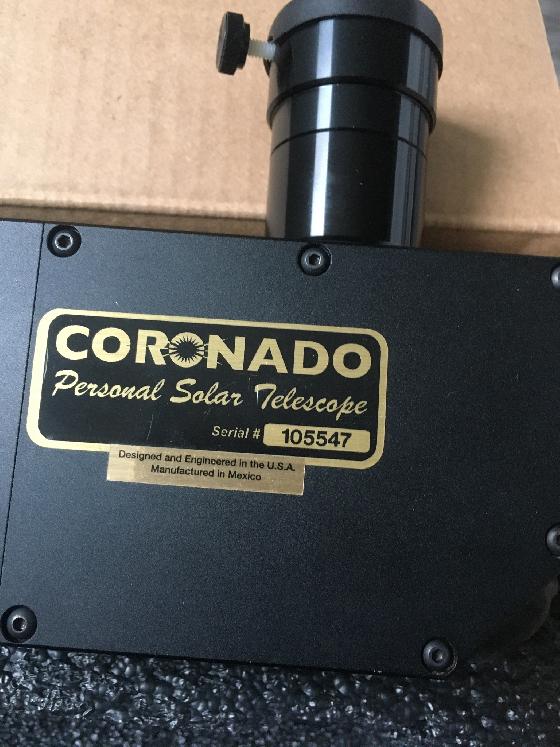 CORONADO
Personal Solar Telescope
Serial # 105547
Designed and Engineered in the U.S.A.
Manufactured in Mexico